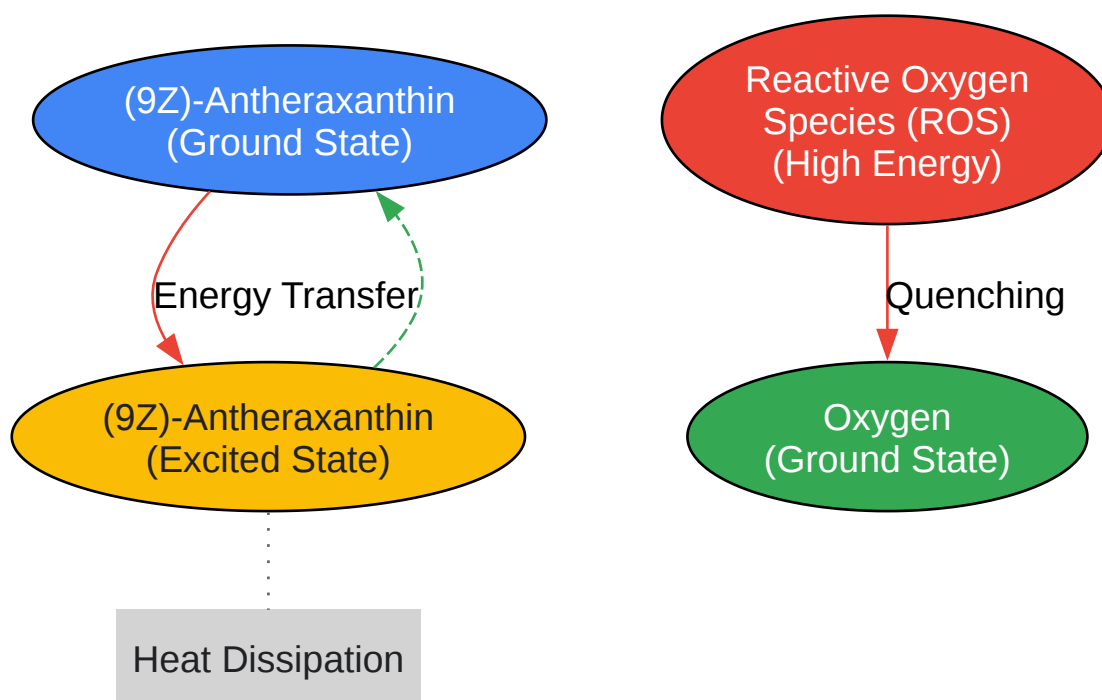 (9Z)-Antheraxanthin
(Ground State)
Reactive Oxygen
Species (ROS)
(High Energy)
Energy Transfer
Quenching
(9Z)-Antheraxanthin
(Excited State)
Oxygen
(Ground State)
Heat Dissipation